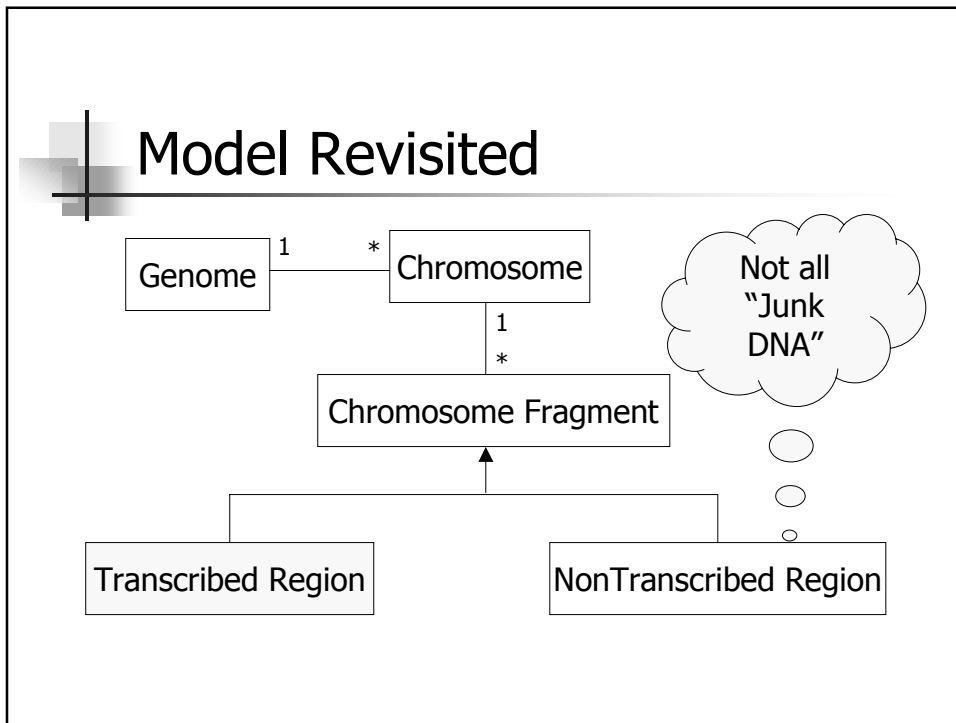 Model Revisited
Genome
1
*
Chromosome
Not all
“Junk
DNA”
1
*
Chromosome Fragment
Transcribed Region
NonTranscribed Region